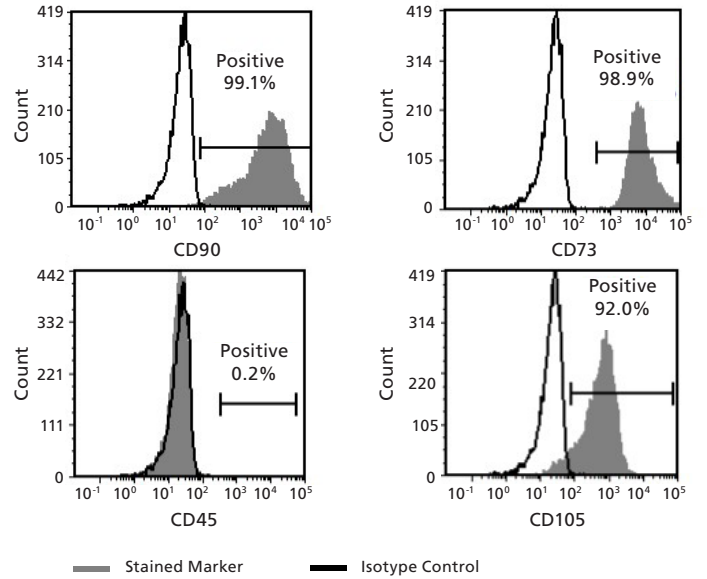 419
314
210
105
0
Count
Positive
99.1%
10⁻¹ 10⁰ 10¹ 10² 10³ 10⁴ 10⁵
CD90
419
314
210
105
0
Count
Positive
98.9%
10⁻¹ 10⁰ 10¹ 10² 10³ 10⁴ 10⁵
CD73
442
332
221
111
0
Count
Positive
0.2%
10⁻¹ 10⁰ 10¹ 10² 10³ 10⁴ 10⁵
CD45
419
314
220
105
0
Count
Positive
92.0%
10⁻¹ 10⁰ 10¹ 10² 10³ 10⁴ 10⁵
CD105
Stained Marker
Isotype Control